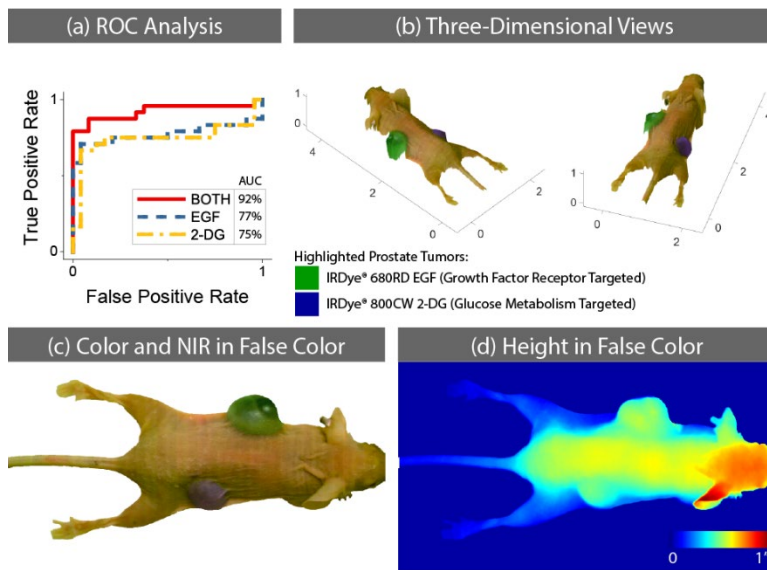 (a) ROC Analysis
1
True Positive Rate
0
0
1
False Positive Rate
AUC
BOTH 92%
EGF 77%
2-DG 75%
(b) Three-Dimensional Views
1
0
4
2
0
0
2
1
0
0
2
4
2
0
Highlighted Prostate Tumors:
IRDye® 680RD EGF (Growth Factor Receptor Targeted)
IRDye® 800CW 2-DG (Glucose Metabolism Targeted)
(c) Color and NIR in False Color
(d) Height in False Color
0
1"